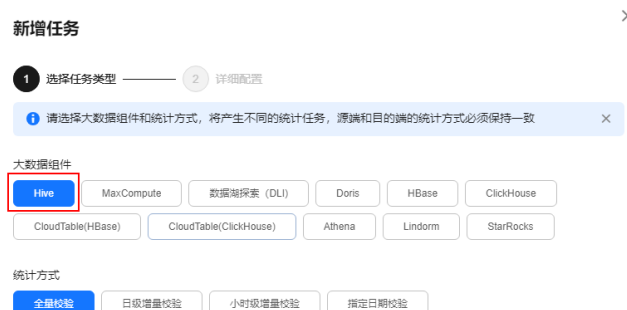 新增任务
1 选择任务类型 2 详细配置
请选择大数据组件和统计方式，将产生不同的统计任务，源端和目的端的统计方式必须保持一致
大数据组件
Hive MaxCompute 数据湖探索（DLI） Doris HBase ClickHouse
CloudTable(HBase) CloudTable(ClickHouse) Athena Lindorm StarRocks
统计方式
全量校验 日级增量校验 小时级增量校验 指定日期校验